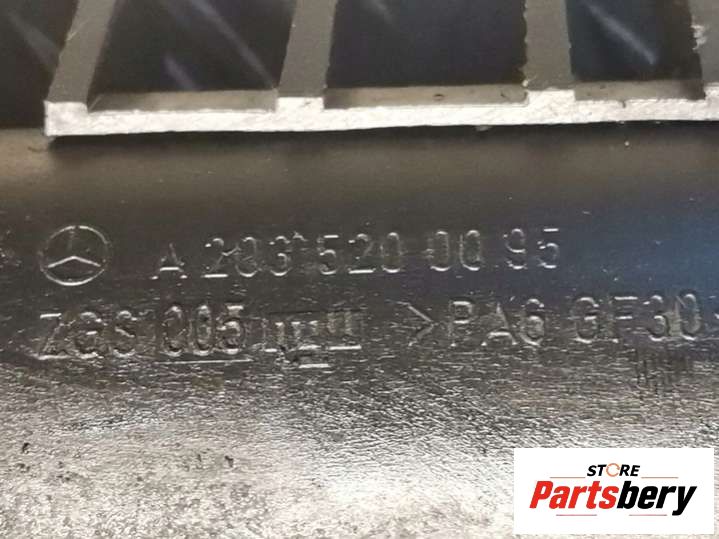 A 203 520 00 95
ZGS 005 >PA6 GF30
STORE
Partsbery